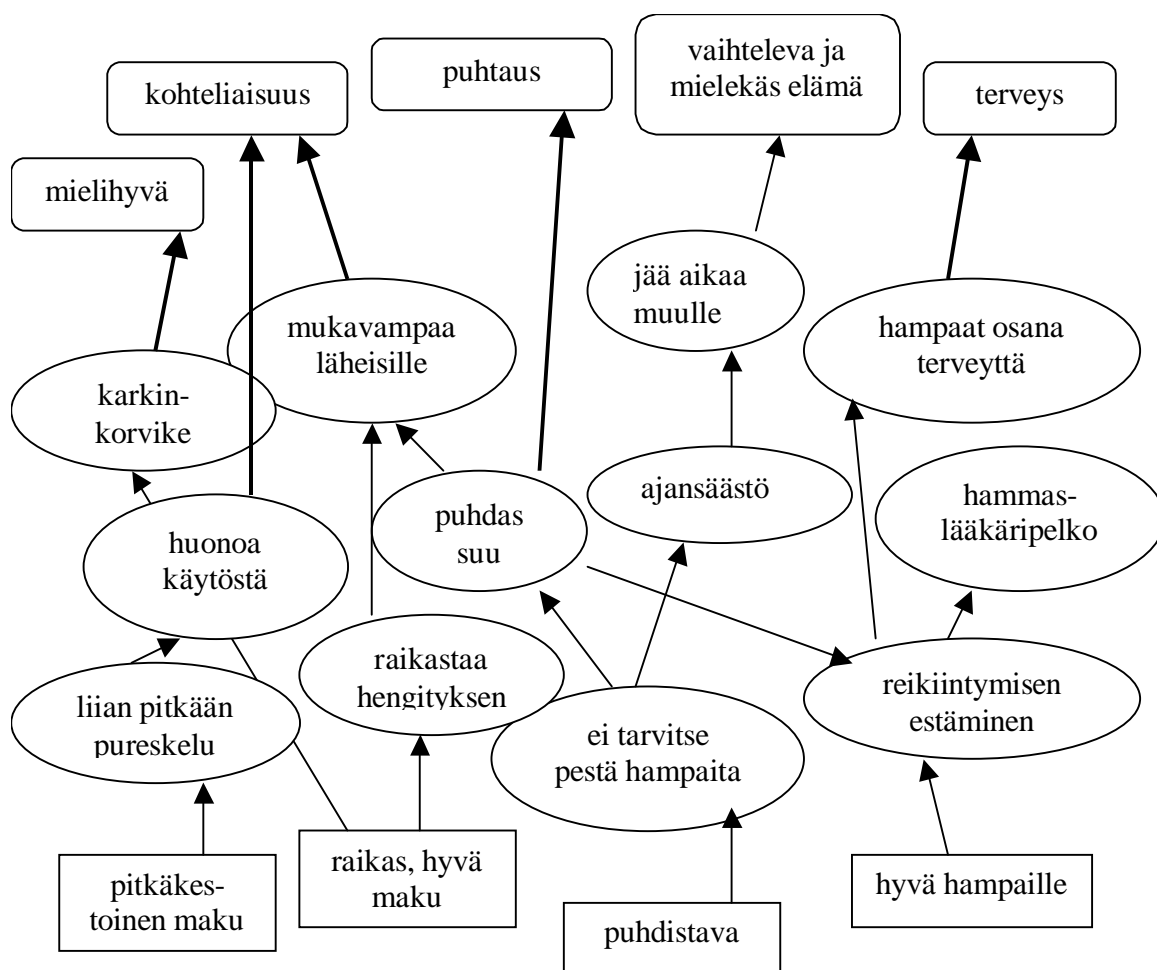 kohteliaisuus
puhtaus
vaihteleva ja
mielekäs elämä
terveys
mielihyvä
mukavampaa
läheisille
jää aikaa
muulle
hampaat osana
terveyttä
karkin-
korvike
huonoa
käytöstä
puhdas
suu
ajansäästö
hammas-
lääkäripelko
liian pitkään
pureskelu
raikastaa
hengityksen
ei tarvitse
pestä hampaita
reikiintymisen
estäminen
pitkäkes-
toinen maku
raikas, hyvä
maku
puhdistava
hyvä hampaille